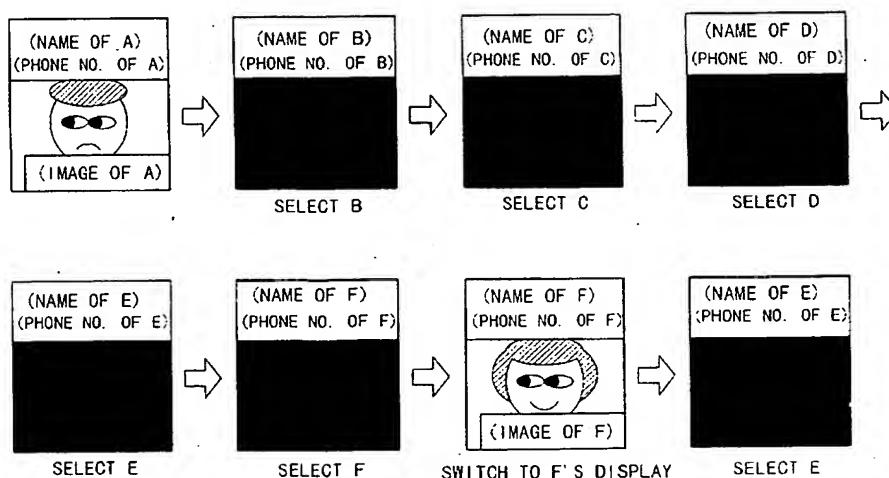 (NAME OF A)
(PHONE NO. OF A)
(IMAGE OF A)
(NAME OF B)
(PHONE NO. OF B)
SELECT B
(NAME OF C)
(PHONE NO. OF C)
SELECT C
(NAME OF D)
(PHONE NO. OF D)
SELECT D
(NAME OF E)
(PHONE NO. OF E)
SELECT E
(NAME OF F)
(PHONE NO. OF F)
SELECT F
(NAME OF F)
(PHONE NO. OF F)
(IMAGE OF F)
SWITCH TO F'S DISPLAY
(NAME OF E)
(PHONE NO. OF E)
SELECT E